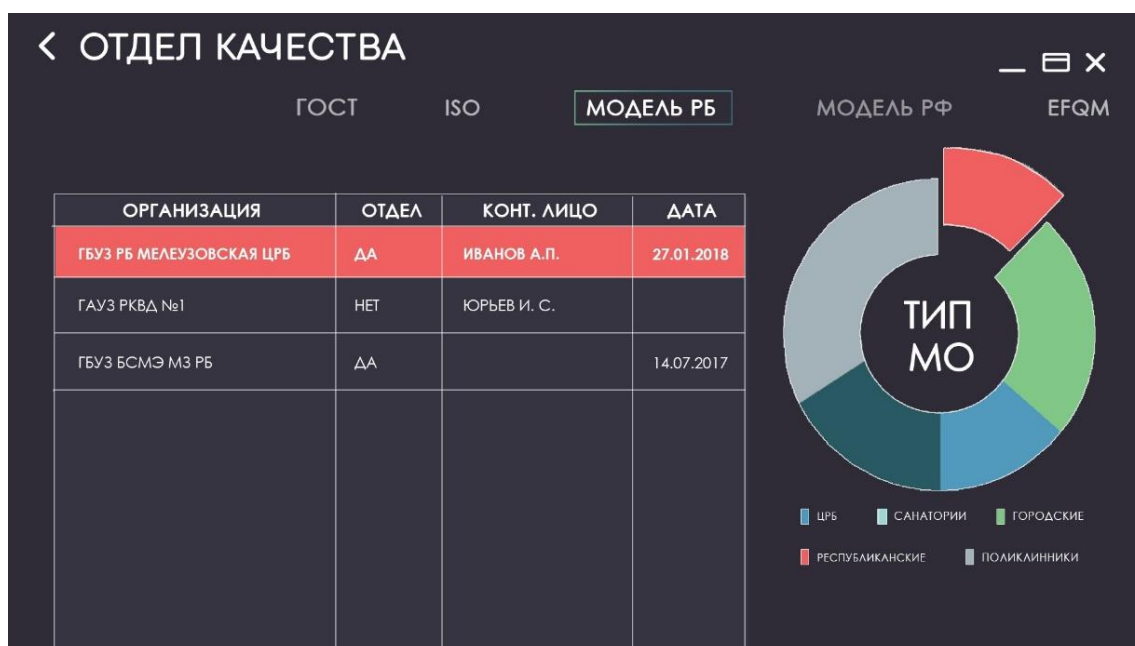 ОТДЕЛ КАЧЕСТВА
ГОСТ ISO МОДЕЛЬ РБ МОДЕЛЬ РФ EFQM
ОРГАНИЗАЦИЯ ОТДЕЛ КОНТ. ЛИЦО ДАТА
ГБУЗ РБ МЕЛЕУЗОВСКАЯ ЦРБ ДА ИВАНОВ А.П. 27.01.2018
ГАУЗ РКВД №1 НЕТ ЮРЬЕВ И. С.
ГБУЗ БСМЭ МЗ РБ ДА 14.07.2017
ТИП
МО
ЦРБ САНАТОРИИ ГОРОДСКИЕ
РЕСПУБЛИКАНСКИЕ ПОЛИКЛИННИКИ